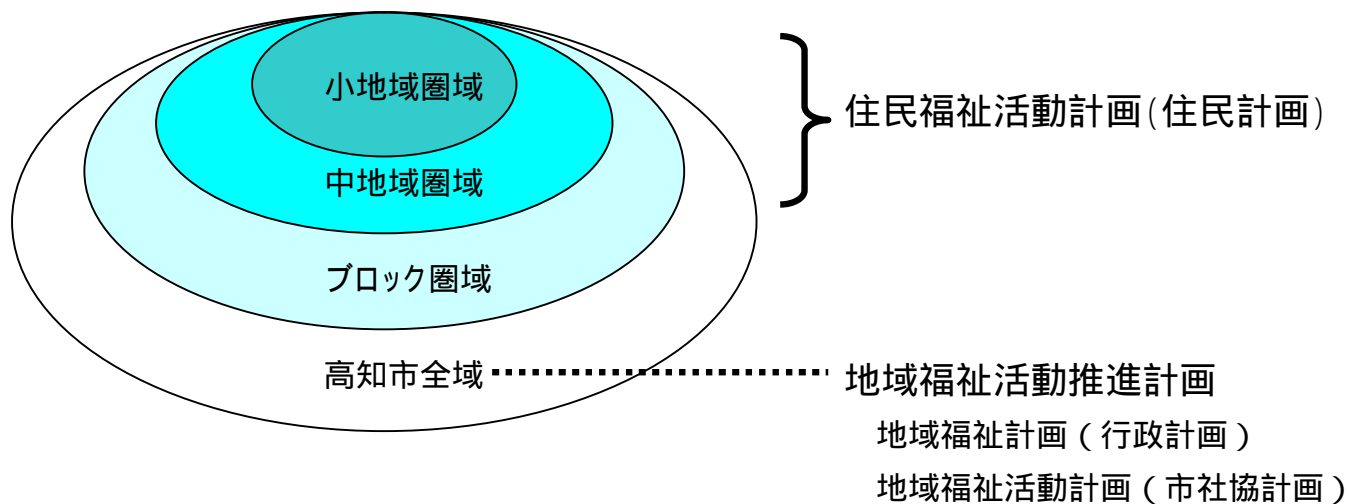 小地域圏域
住民福祉活動計画(住民計画)
中地域圏域
ブロック圏域
高知市全域
地域福祉活動推進計画
地域福祉計画(行政計画)
地域福祉活動計画(市社協計画)